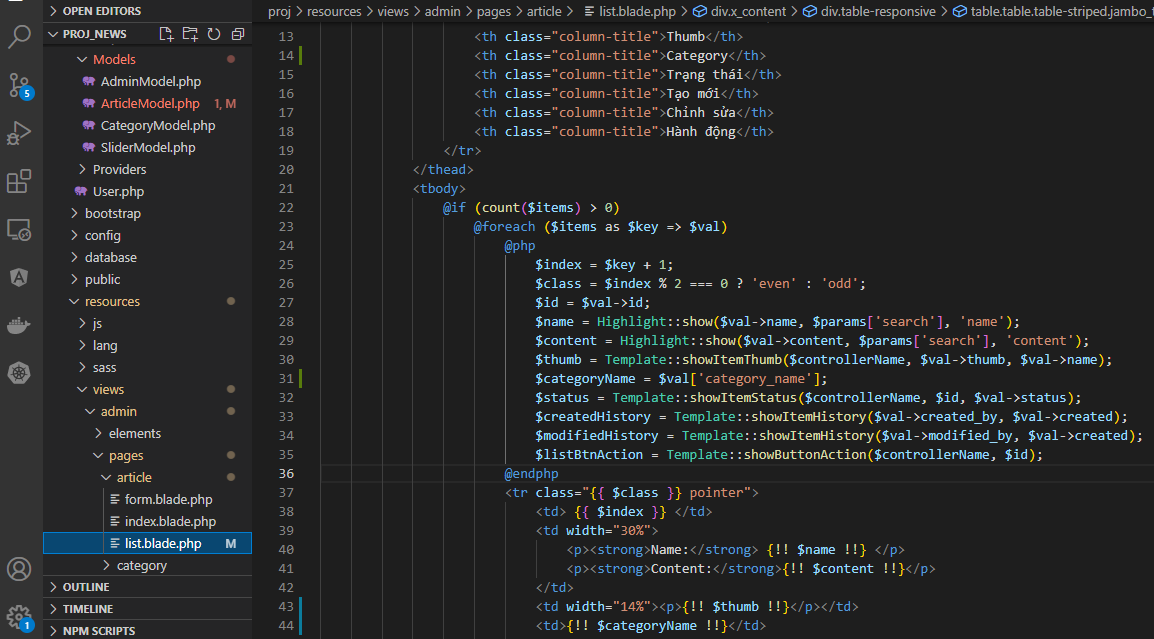 OPEN EDITORS
PROJ_NEWS
Models
AdminModel.php
ArticleModel.php 1, M
CategoryModel.php
SliderModel.php
Providers
User.php
bootstrap
config
database
public
resources
js
lang
sass
views
admin
elements
pages
article
form.blade.php
index.blade.php
list.blade.php M
category
OUTLINE
TIMELINE
NPM SCRIPTS
5
1
proj > resources > views > admin > pages > article > list.blade.php > div.x_content > div.table-responsive > table.table.table-striped.jambo_t
13 <th class="column-title">Thumb</th>
14 <th class="column-title">Category</th>
15 <th class="column-title">Trạng thái</th>
16 <th class="column-title">Tạo mới</th>
17 <th class="column-title">Chỉnh sửa</th>
18 <th class="column-title">Hành động</th>
19 </tr>
20 </thead>
21 <tbody>
22 @if (count($items) > 0)
23 @foreach ($items as $key => $val)
24 @php
25 $index = $key + 1;
26 $class = $index % 2 === 0 ? 'even' : 'odd';
27 $id = $val->id;
28 $name = Highlight::show($val->name, $params['search'], 'name');
29 $content = Highlight::show($val->content, $params['search'], 'content');
30 $thumb = Template::showItemThumb($controllerName, $val->thumb, $val->name);
31 $categoryName = $val['category_name'];
32 $status = Template::showItemStatus($controllerName, $id, $val->status);
33 $createdHistory = Template::showItemHistory($val->created_by, $val->created);
34 $modifiedHistory = Template::showItemHistory($val->modified_by, $val->created);
35 $listBtnAction = Template::showButtonAction($controllerName, $id);
36 @endphp
37 <tr class="{{ $class }} pointer">
38 <td> {{ $index }} </td>
39 <td width="30%">
40 <p><strong>Name:</strong> {!! $name !!} </p>
41 <p><strong>Content:</strong>{!! $content !!}</p>
42 </td>
43 <td width="14%"><p>{!! $thumb !!}</p></td>
44 <td>{!! $categoryName !!}</td>